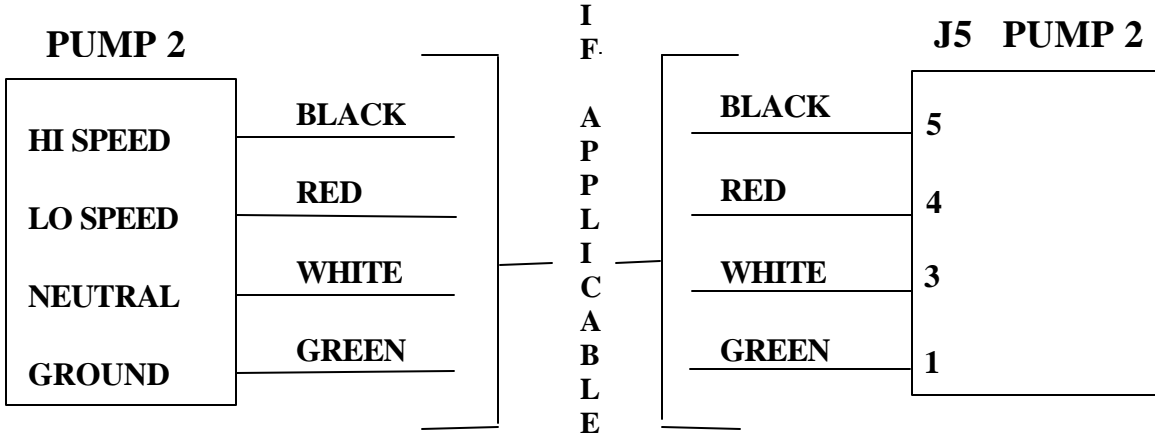 PUMP 2
HI SPEED
LO SPEED
NEUTRAL
GROUND
BLACK
RED
WHITE
GREEN
IF. APPLICABLE
J5 PUMP 2
BLACK
RED
WHITE
GREEN
5
4
3
1